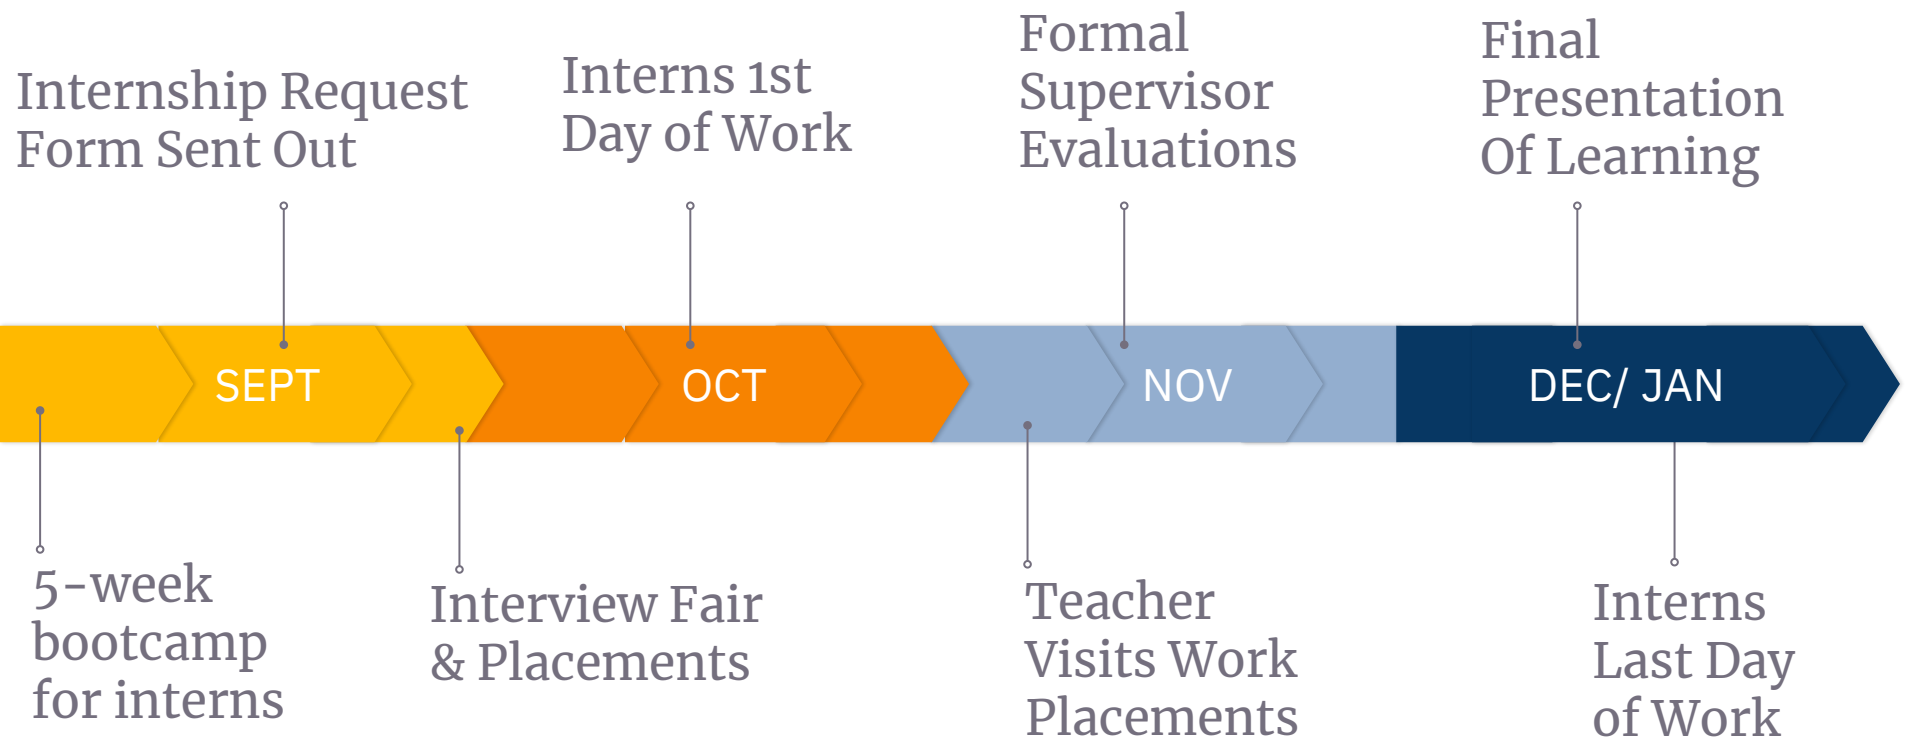 Internship Request
Form Sent Out
Interns 1st
Day of Work
Formal
Supervisor
Evaluations
Final
Presentation
Of Learning
SEPT
OCT
NOV
DEC/ JAN
5-week
bootcamp
for interns
Interview Fair
& Placements
Teacher
Visits Work
Placements
Interns
Last Day
of Work